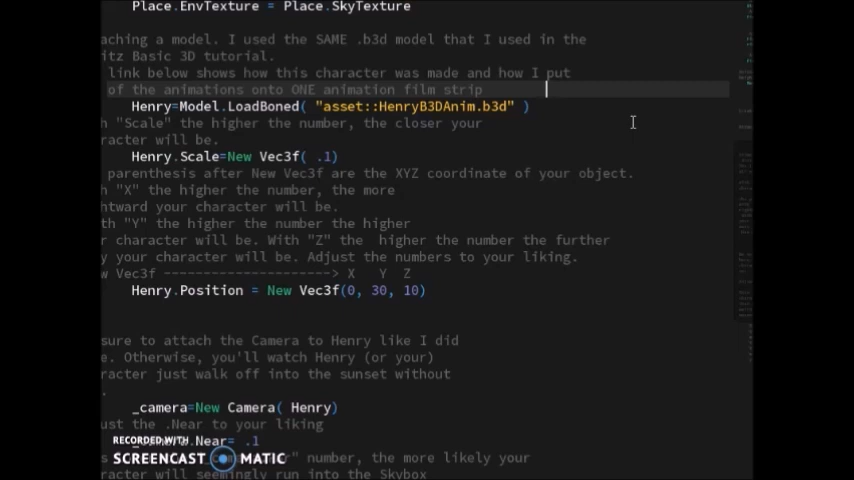 Place.EnvTexture = Place.SkyTexture
aching a model. I used the SAME .b3d model that I used in the
itz Basic 3D tutorial.
link below shows how this character was made and how I put
of the animations onto ONE animation film strip
Henry=Model.LoadBoned( "asset::HenryB3DAnim.b3d" )
h "Scale" the higher the number, the closer your
racter will be.
Henry.Scale=New Vec3f( .1)
parenthesis after New Vec3f are the XYZ coordinate of your object.
h "X" the higher the number, the more
htward your character will be.
th "Y" the higher the number the higher
r character will be. With "Z" the  higher the number the further
y your character will be. Adjust the numbers to your liking.
w Vec3f ---------------------> X   Y  Z
Henry.Position = New Vec3f(0, 30, 10)
sure to attach the Camera to Henry like I did
e. Otherwise, you'll watch Henry (or your)
racter just walk off into the sunset without
.
_camera=New Camera( Henry)
ust the .Near to your liking
.Near= .1
RECORDED WITH
SCREENCAST MATIC
" number, the more likely your
racter will seemingly run into the Skybox